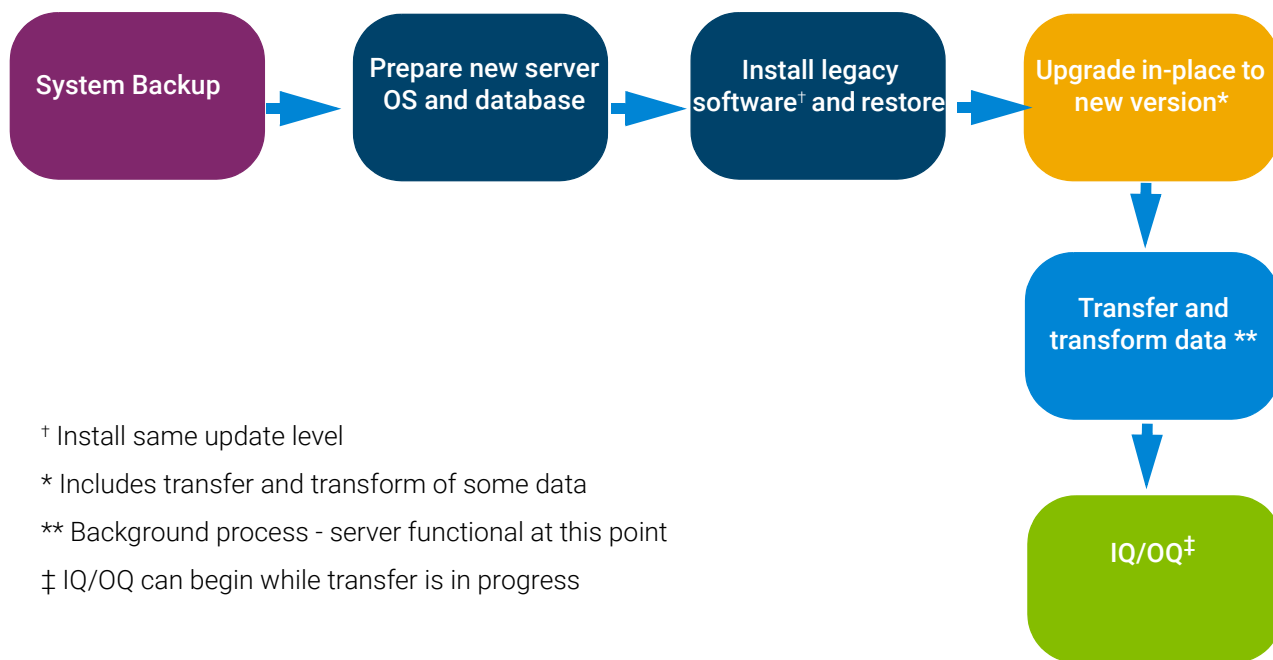 System Backup
Prepare new server
OS and database
Install legacy
software† and restore
Upgrade in-place to
new version*
Transfer and
transform data **
† Install same update level
* Includes transfer and transform of some data
** Background process - server functional at this point
‡ IQ/OQ can begin while transfer is in progress
IQ/OQ‡